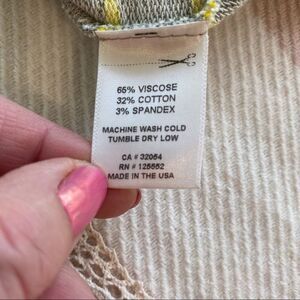 65% VISCOSE
32% COTTON
3% SPANDEX
MACHINE WASH COLD
TUMBLE DRY LOW
CA # 32054
RN # 125552
MADE IN THE USA